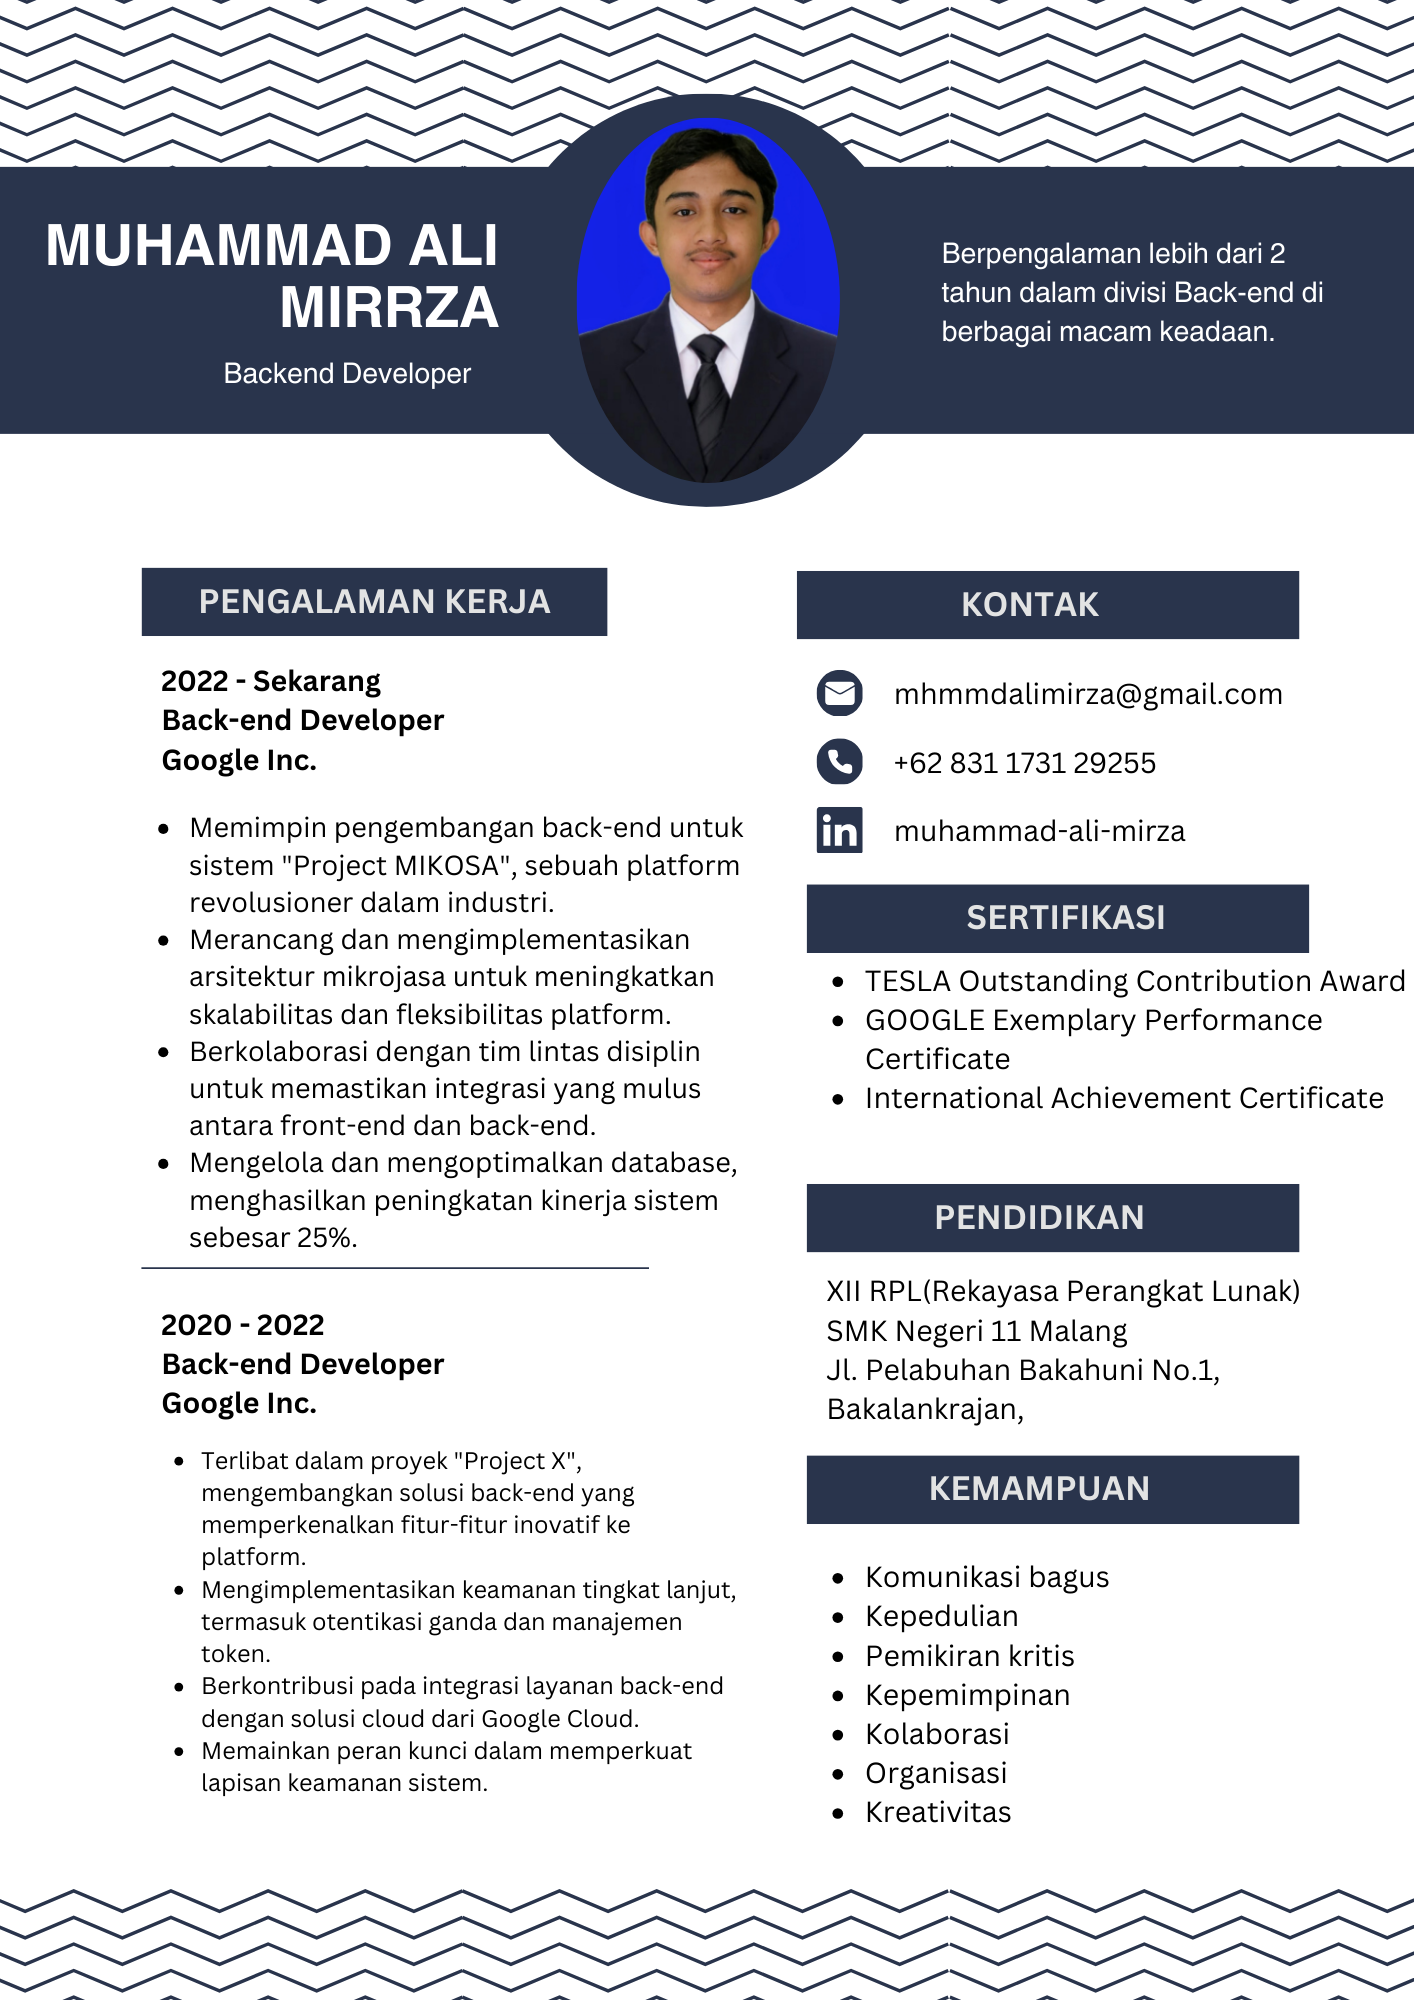 MUHAMMAD ALI
MIRRZA
Backend Developer
Berpengalaman lebih dari 2
tahun dalam divisi Back-end di
berbagai macam keadaan.
PENGALAMAN KERJA
2022 - Sekarang
Back-end Developer
Google Inc.
Memimpin pengembangan back-end untuk
sistem "Project MIKOSA", sebuah platform
revolusioner dalam industri.
Merancang dan mengimplementasikan
arsitektur mikrojasa untuk meningkatkan
skalabilitas dan fleksibilitas platform.
Berkolaborasi dengan tim lintas disiplin
untuk memastikan integrasi yang mulus
antara front-end dan back-end.
Mengelola dan mengoptimalkan database,
menghasilkan peningkatan kinerja sistem
sebesar 25%.
2020 - 2022
Back-end Developer
Google Inc.
Terlibat dalam proyek "Project X",
mengembangkan solusi back-end yang
memperkenalkan fitur-fitur inovatif ke
platform.
Mengimplementasikan keamanan tingkat lanjut,
termasuk otentikasi ganda dan manajemen
token.
Berkontribusi pada integrasi layanan back-end
dengan solusi cloud dari Google Cloud.
Memainkan peran kunci dalam memperkuat
lapisan keamanan sistem.
KONTAK
mhmmdalimirza@gmail.com
+62 831 1731 29255
in muhammad-ali-mirza
SERTIFIKASI
TESLA Outstanding Contribution Award
GOOGLE Exemplary Performance
Certificate
International Achievement Certificate
PENDIDIKAN
XII RPL(Rekayasa Perangkat Lunak)
SMK Negeri 11 Malang
Jl. Pelabuhan Bakahuni No.1,
Bakalankrajan,
KEMAMPUAN
Komunikasi bagus
Kepedulian
Pemikiran kritis
Kepemimpinan
Kolaborasi
Organisasi
Kreativitas